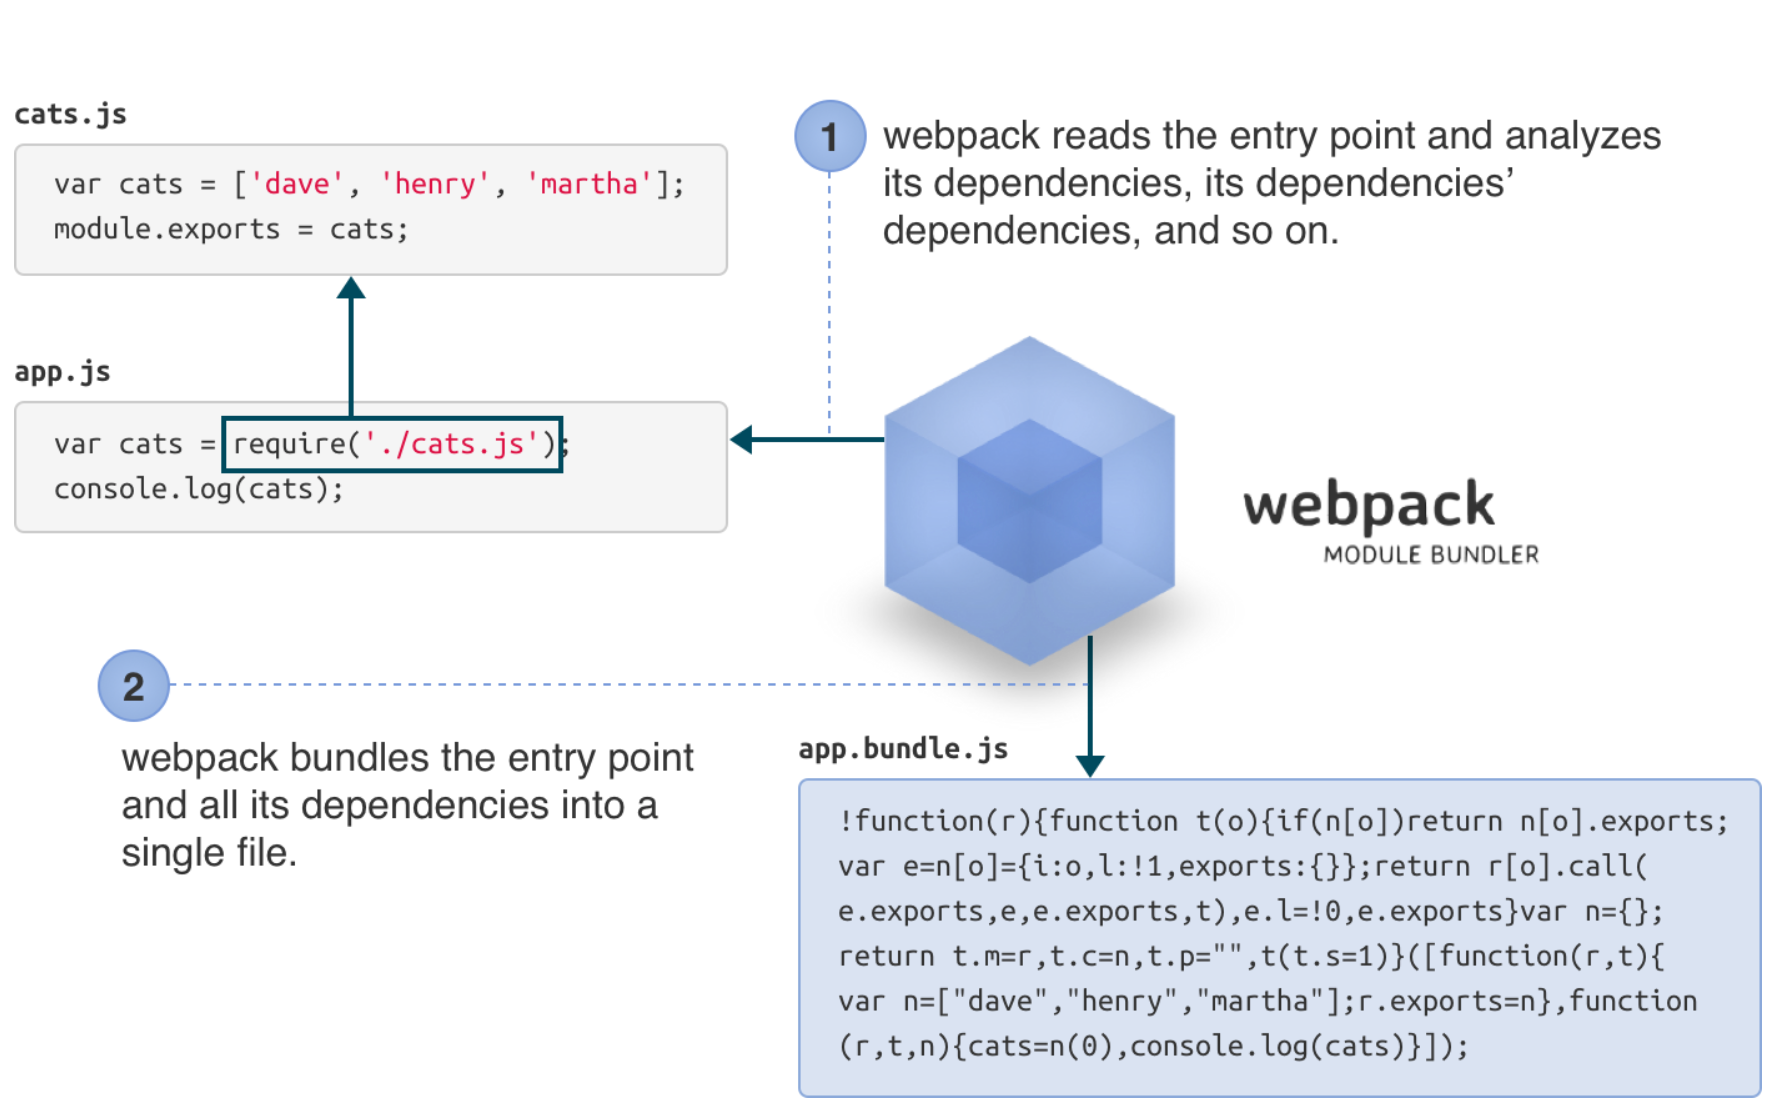 cats.js
var cats = ['dave', 'henry', 'martha'];
module.exports = cats;
1
webpack reads the entry point and analyzes
its dependencies, its dependencies’
dependencies, and so on.
app.js
var cats = require('./cats.js');
console.log(cats);
webpack
MODULE BUNDLER
2
webpack bundles the entry point
and all its dependencies into a
single file.
app.bundle.js
!function(r){function t(o){if(n[o])return n[o].exports;
var e=n[o]={i:o,l:!1,exports:{}};return r[o].call(
e.exports,e,e.exports,t),e.l=!0,e.exports}var n={};
return t.m=r,t.c=n,t.p="",t(t.s=1)}([function(r,t){
var n=["dave","henry","martha"];r.exports=n},function
(r,t,n){cats=n(0),console.log(cats)}]);